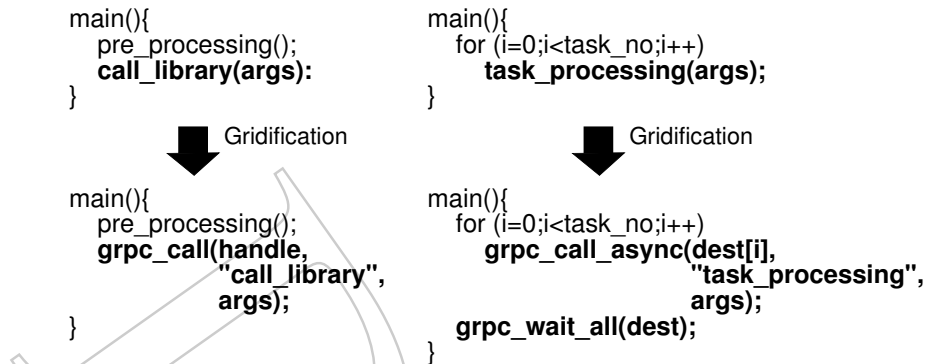 main(){
pre_processing();
call_library(args):
}
Gridification
main(){
pre_processing();
grpc_call(handle,
"call_library",
args);
}
main(){
for (i=0;i<task_no;i++)
task_processing(args);
}
Gridification
main(){
for (i=0;i<task_no;i++)
grpc_call_async(dest[i],
"task_processing",
args);
grpc_wait_all(dest);
}